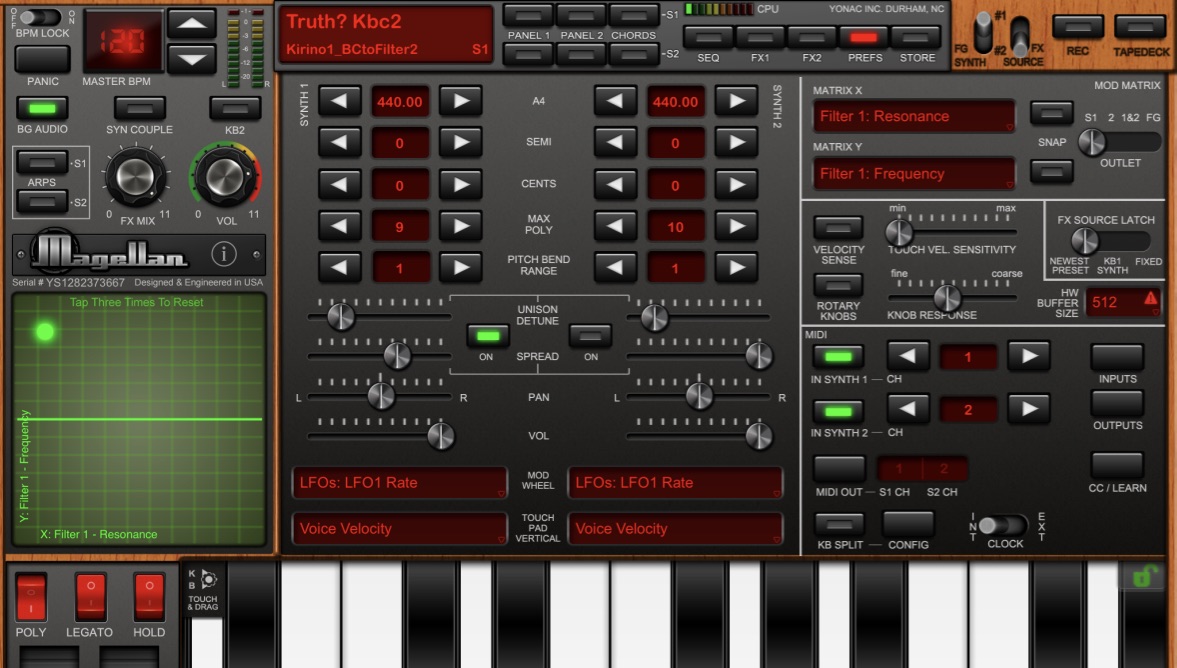 OFF
ON
BPM LOCK
PANIC
120
MASTER BPM
-1-
-0
-3
-6
-12
-20
L
R
BG AUDIO
SYN COUPLE
KB2
S1
ARPS
S2
0 FX MIX 11
0 VOL 11
Magellan
i
Serial # YS1282373667 Designed & Engineered in USA
Tap Three Times To Reset
Y: Filter 1 - Frequency
X: Filter 1 - Resonance
Truth? Kbc2
Kirino1_BCtoFilter2 S1
PANEL 1 PANEL 2 CHORDS
S1
S2
CPU
YONAC INC. DURHAM, NC
SEQ FX1 FX2 PREFS STORE
#1
#2
FG
SYNTH
FX
SOURCE
REC
TAPEDECK
SYNTH 1
SYNTH 2
440.00 A4 440.00
0 SEMI 0
0 CENTS 0
9 MAX POLY 10
1 PITCH BEND RANGE 1
UNISON
DETUNE
ON SPREAD ON
L R PAN L R
VOL
LFOs: LFO1 Rate
MOD
WHEEL
LFOs: LFO1 Rate
Voice Velocity
TOUCH
PAD
VERTICAL
Voice Velocity
MATRIX X
MOD MATRIX
Filter 1: Resonance
S1 2 1&2 FG
SNAP
OUTLET
MATRIX Y
Filter 1: Frequency
VELOCITY
SENSE
min max
TOUCH VEL. SENSITIVITY
ROTARY
KNOBS
fine coarse
KNOB RESPONSE
FX SOURCE LATCH
NEWEST
PRESET
KB1
SYNTH
FIXED
HW
BUFFER
SIZE
512
MIDI
IN SYNTH 1 — CH
1
INPUTS
IN SYNTH 2 — CH
2
OUTPUTS
1 2
MIDI OUT — S1 CH S2 CH
CC / LEARN
KB SPLIT — CONFIG
INT
EXT
CLOCK
POLY LEGATO HOLD
KB
TOUCH
& DRAG